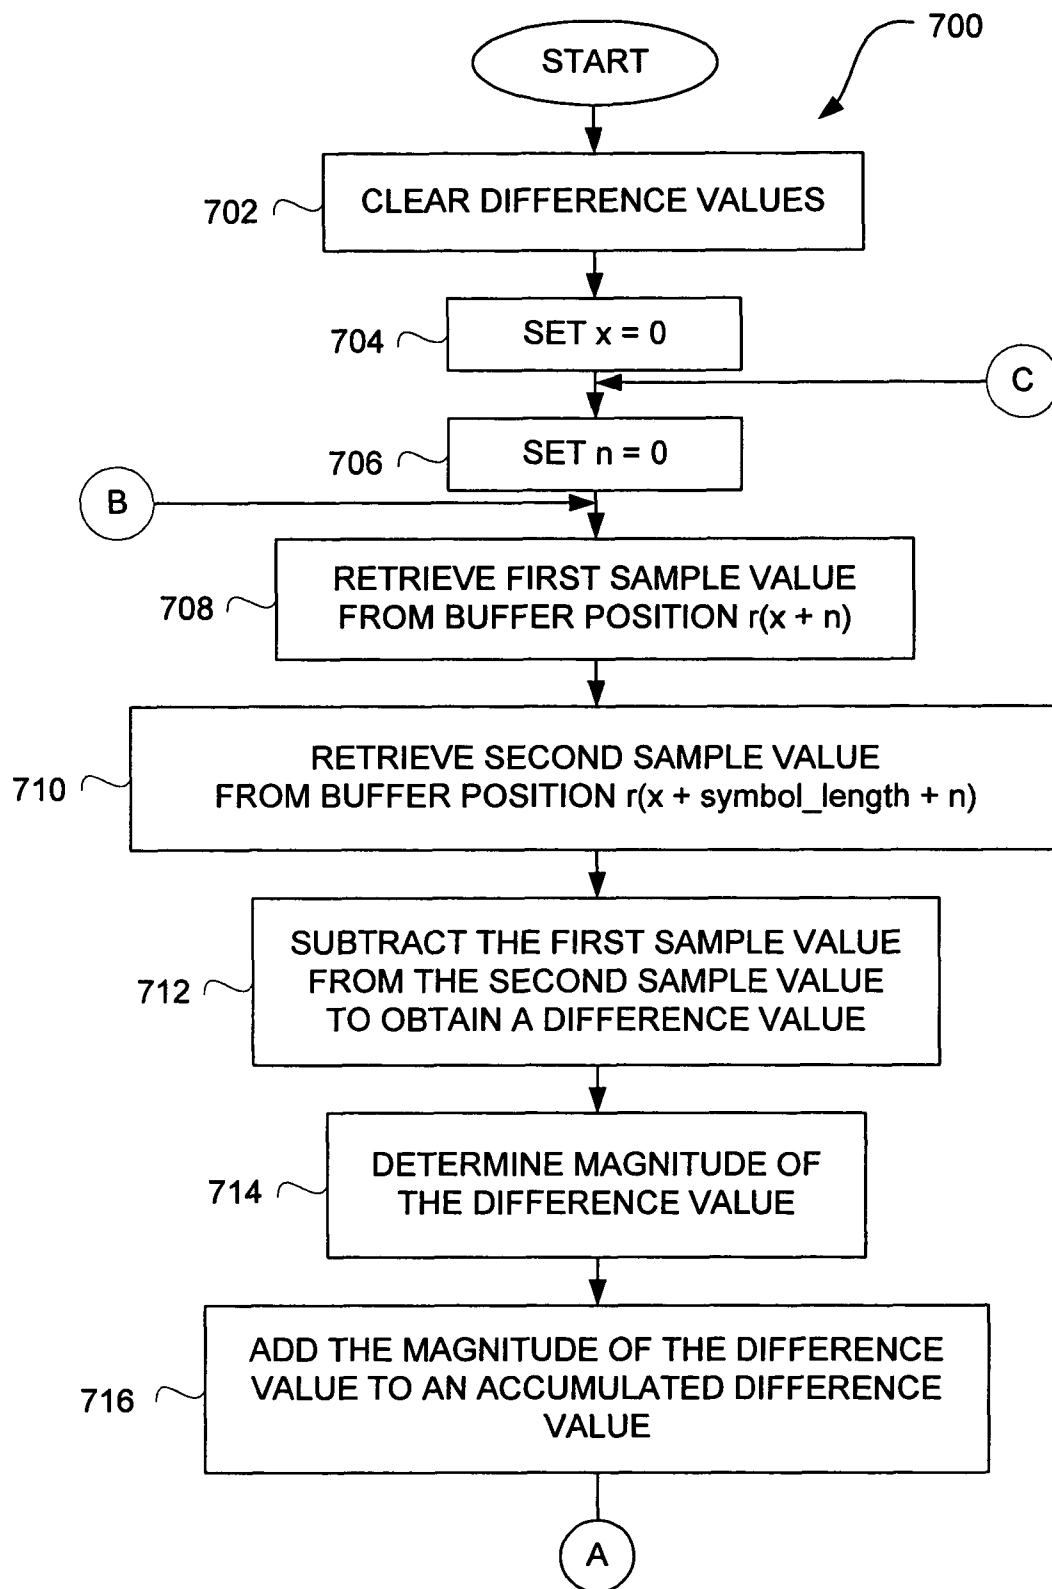 700
START
702
CLEAR DIFFERENCE VALUES
704
SET x = 0
C
706
SET n = 0
B
708
RETRIEVE FIRST SAMPLE VALUE
FROM BUFFER POSITION r(x + n)
710
RETRIEVE SECOND SAMPLE VALUE
FROM BUFFER POSITION r(x + symbol_length + n)
712
SUBTRACT THE FIRST SAMPLE VALUE
FROM THE SECOND SAMPLE VALUE
TO OBTAIN A DIFFERENCE VALUE
714
DETERMINE MAGNITUDE OF
THE DIFFERENCE VALUE
716
ADD THE MAGNITUDE OF THE DIFFERENCE
VALUE TO AN ACCUMULATED DIFFERENCE
VALUE
A